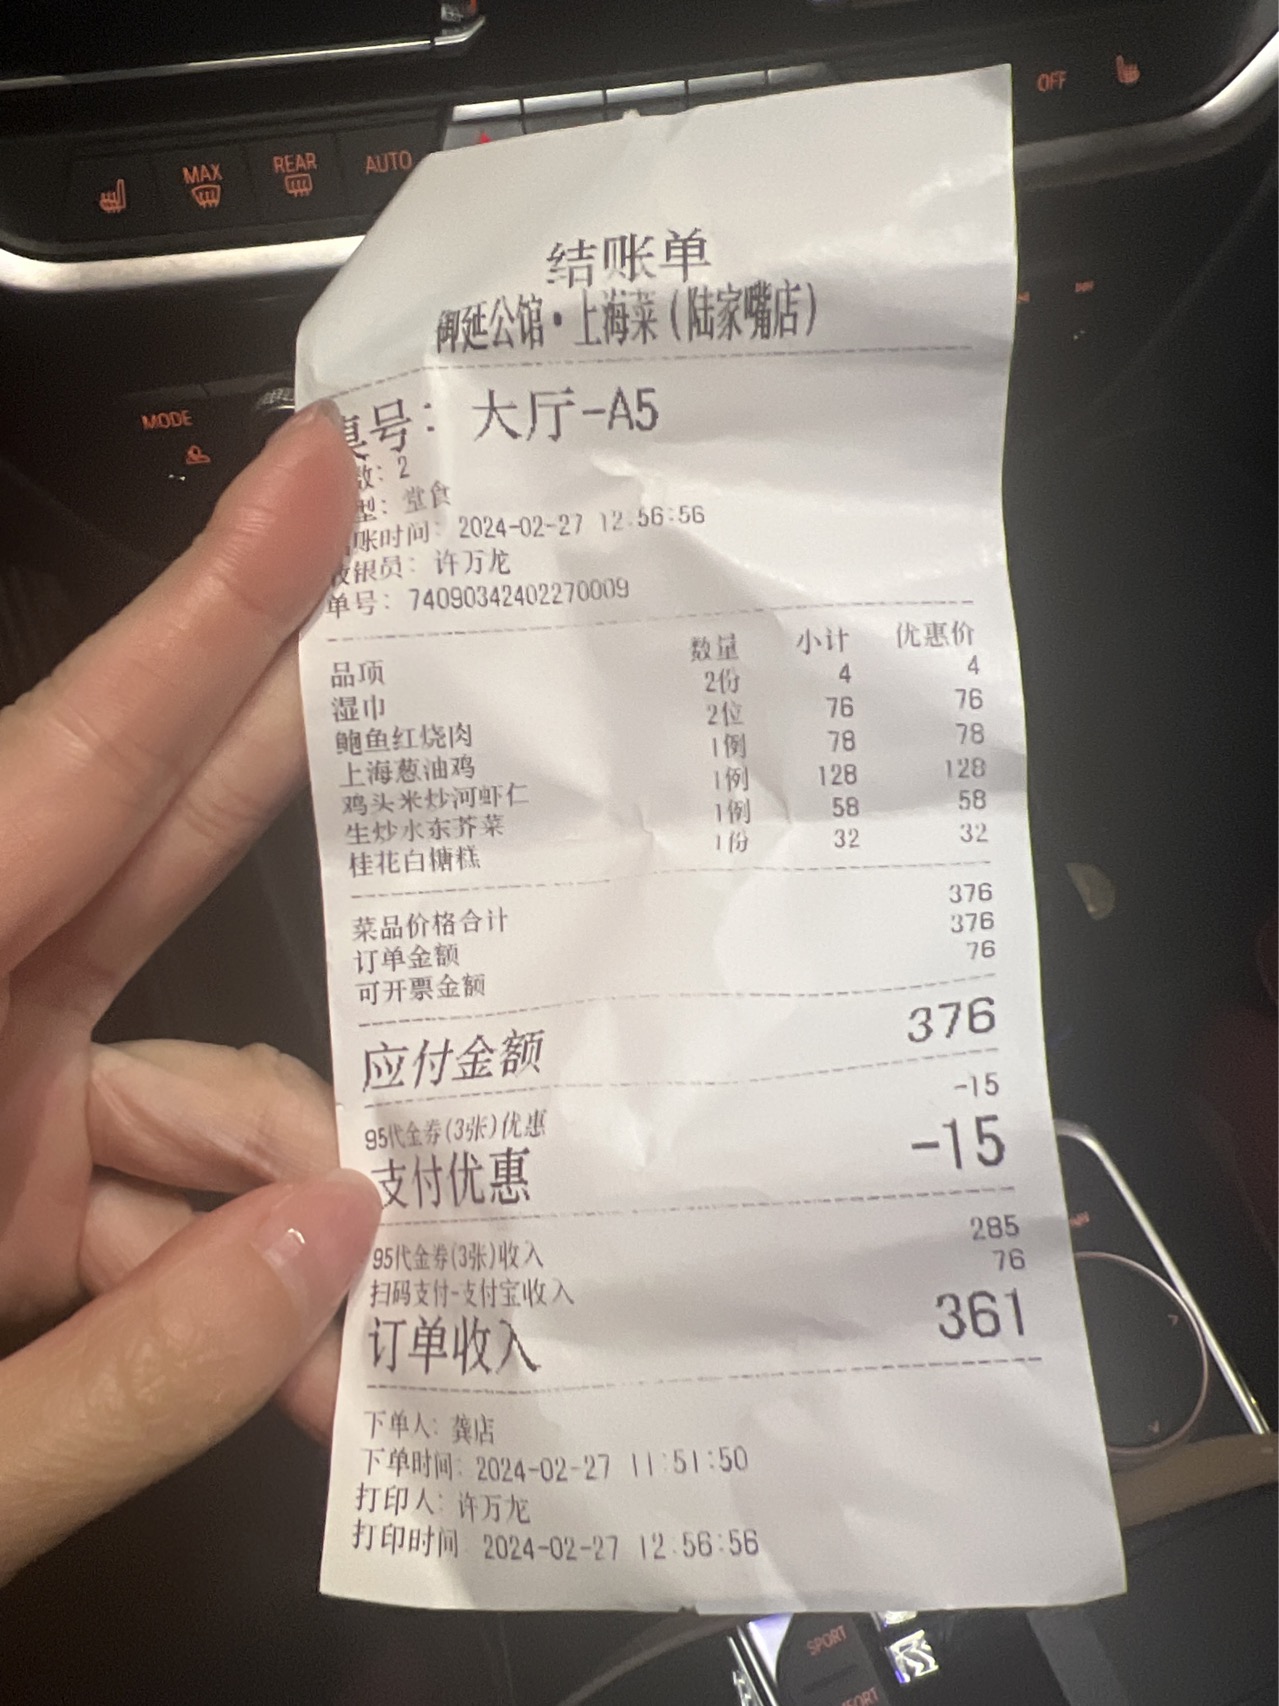 OFF
MAX
REAR
AUTO
MODE
结账单
御延公馆·上海菜(陆家嘴店)
桌号: 大厅-A5
数: 2
型: 堂食
账时间: 2024-02-27 12:56:56
收银员: 许万龙
单号: 74090342402270009
品项 数量 小计 优惠价
湿巾 2份 4 4
鲍鱼红烧肉 2位 76 76
上海葱油鸡 1例 78 78
鸡头米炒河虾仁 1例 128 128
生炒水东芥菜 1例 58 58
桂花白糖糕 1份 32 32
菜品价格合计 376
订单金额 376
可开票金额 76
应付金额 376
95代金券(3张)优惠 -15
支付优惠 -15
95代金券(3张)收入 285
扫码支付-支付宝收入 76
订单收入 361
下单人: 龚店
下单时间: 2024-02-27 11:51:50
打印人: 许万龙
打印时间 2024-02-27 12:56:56
SPORT